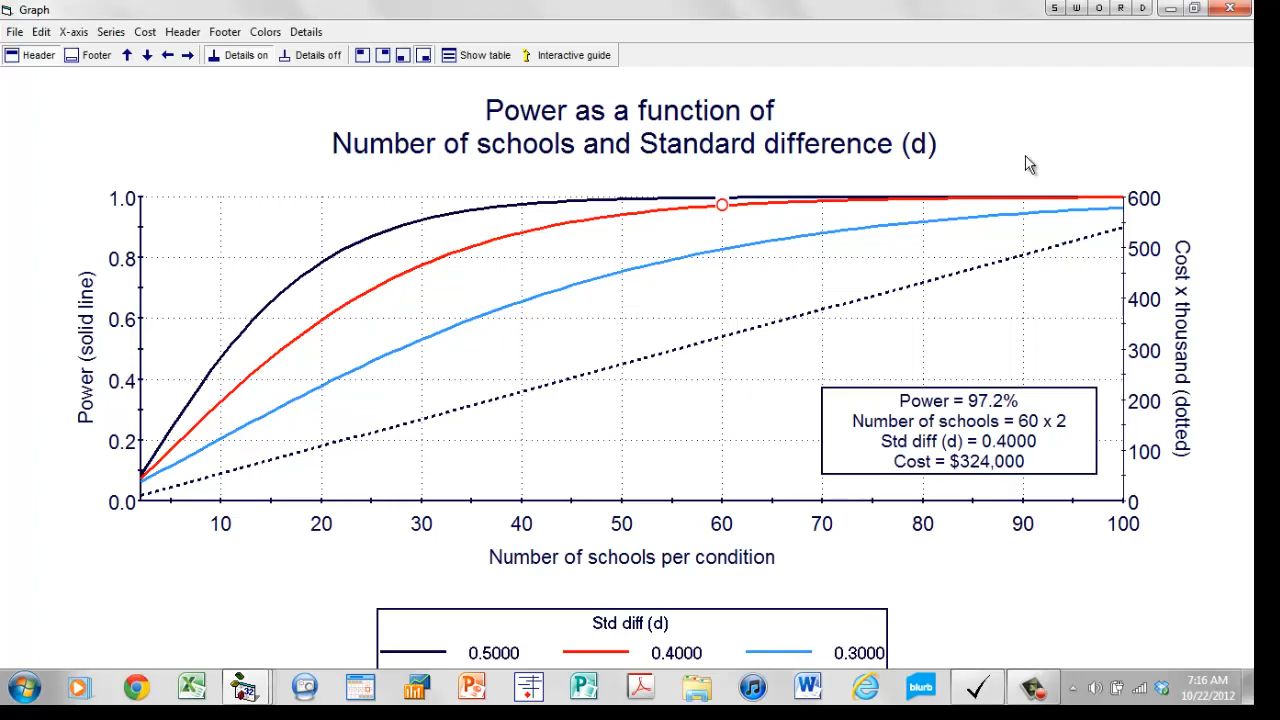 Graph
S W O R D
File Edit X-axis Series Cost Header Footer Colors Details
Header Footer Details on Details off Show table Interactive guide
Power as a function of
Number of schools and Standard difference (d)
Power (solid line)
1.0
0.8
0.6
0.4
0.2
0.0
600
500
400
300
200
100
0
Cost x thousand (dotted)
Power = 97.2%
Number of schools = 60 x 2
Std diff (d) = 0.4000
Cost = $324,000
10 20 30 40 50 60 70 80 90 100
Number of schools per condition
Std diff (d)
0.5000 0.4000 0.3000
32
blurb
7:16 AM
10/22/2012